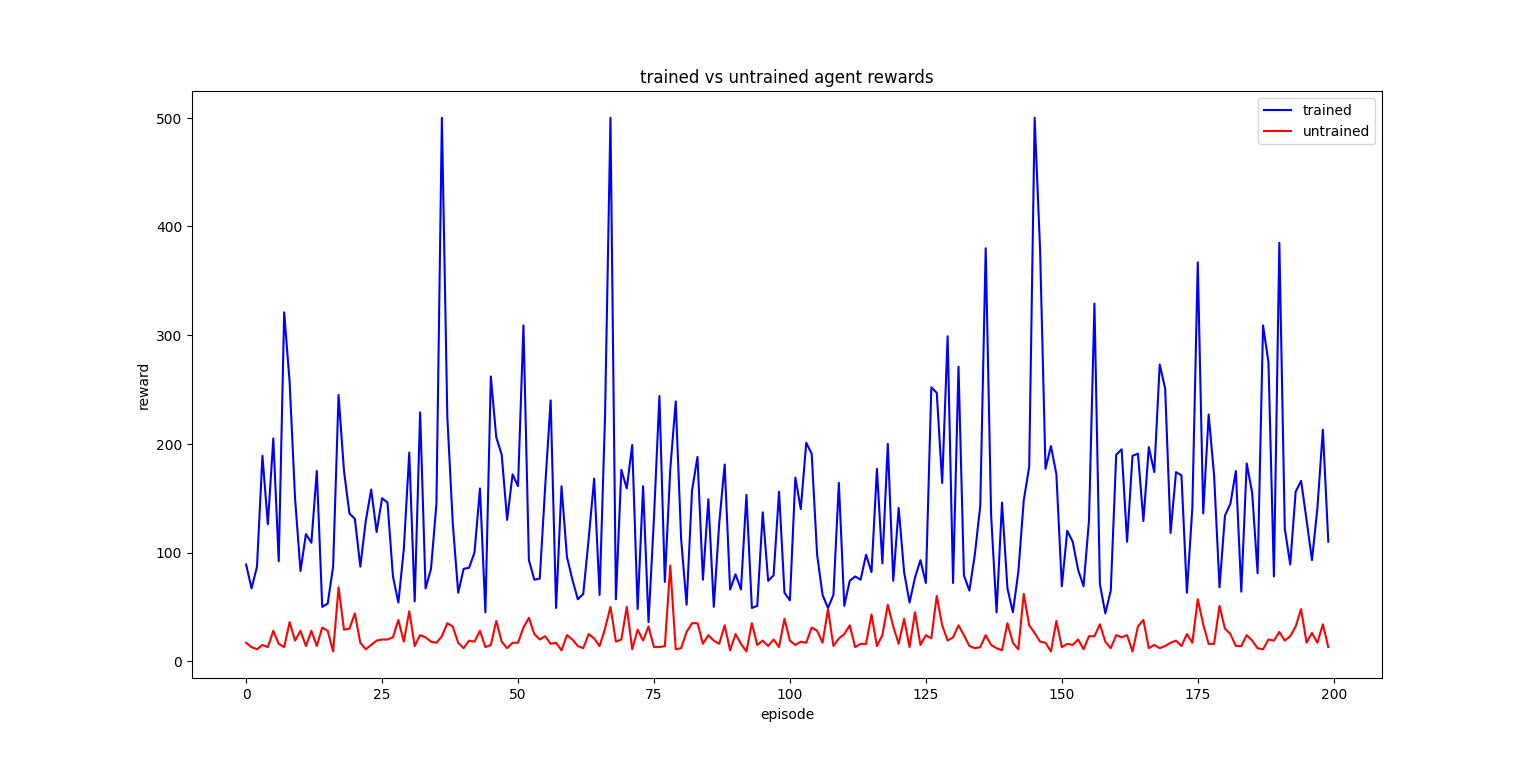 trained vs untrained agent rewards
trained
untrained
500
400
300
200
100
0
reward
0 25 50 75 100 125 150 175 200
episode